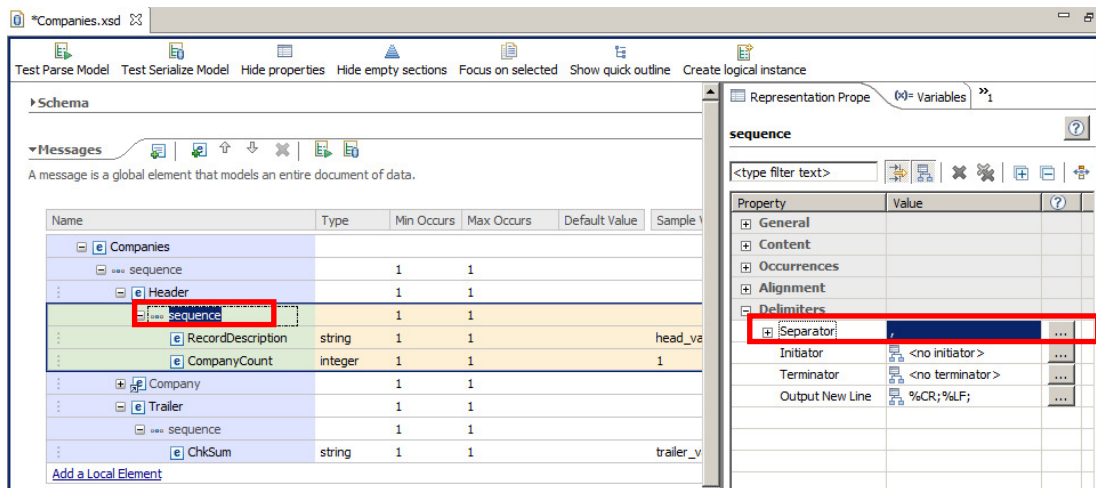 *Companies.xsd
Test Parse Model Test Serialize Model Hide properties Hide empty sections Focus on selected Show quick outline Create logical instance
Schema
Messages
A message is a global element that models an entire document of data.
Name Type Min Occurs Max Occurs Default Value Sample V
Companies
sequence 1 1
Header 1 1
sequence 1 1
RecordDescription string 1 1 head_va
CompanyCount integer 1 1 1
Company 1 1
Trailer 1 1
sequence 1 1
ChkSum string 1 1 trailer_v
Add a Local Element
Representation Prope (x)= Variables »1
sequence
<type filter text>
Property Value
General
Content
Occurrences
Alignment
Delimiters
Separator , ...
Initiator <no initiator> ...
Terminator <no terminator> ...
Output New Line %CR;%LF; ...